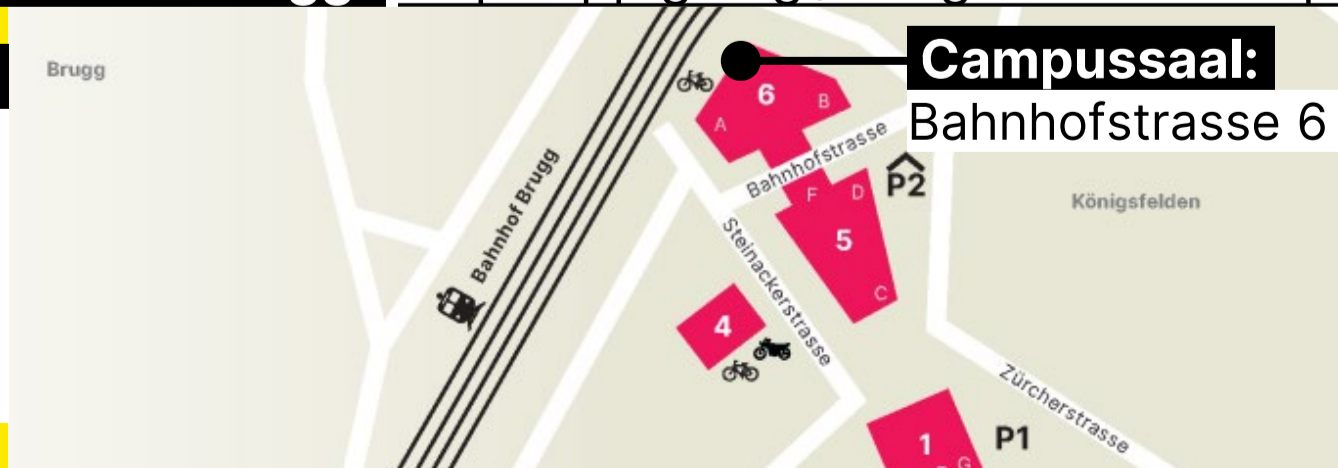 Brugg
Campussaal:
Bahnhofstrasse 6
6
B
A
Bahnhofstrasse
P2
F
D
Königsfelden
Bahnhof Brugg
Steinackerstrasse
5
C
4
Zürcherstrasse
1
P1
G